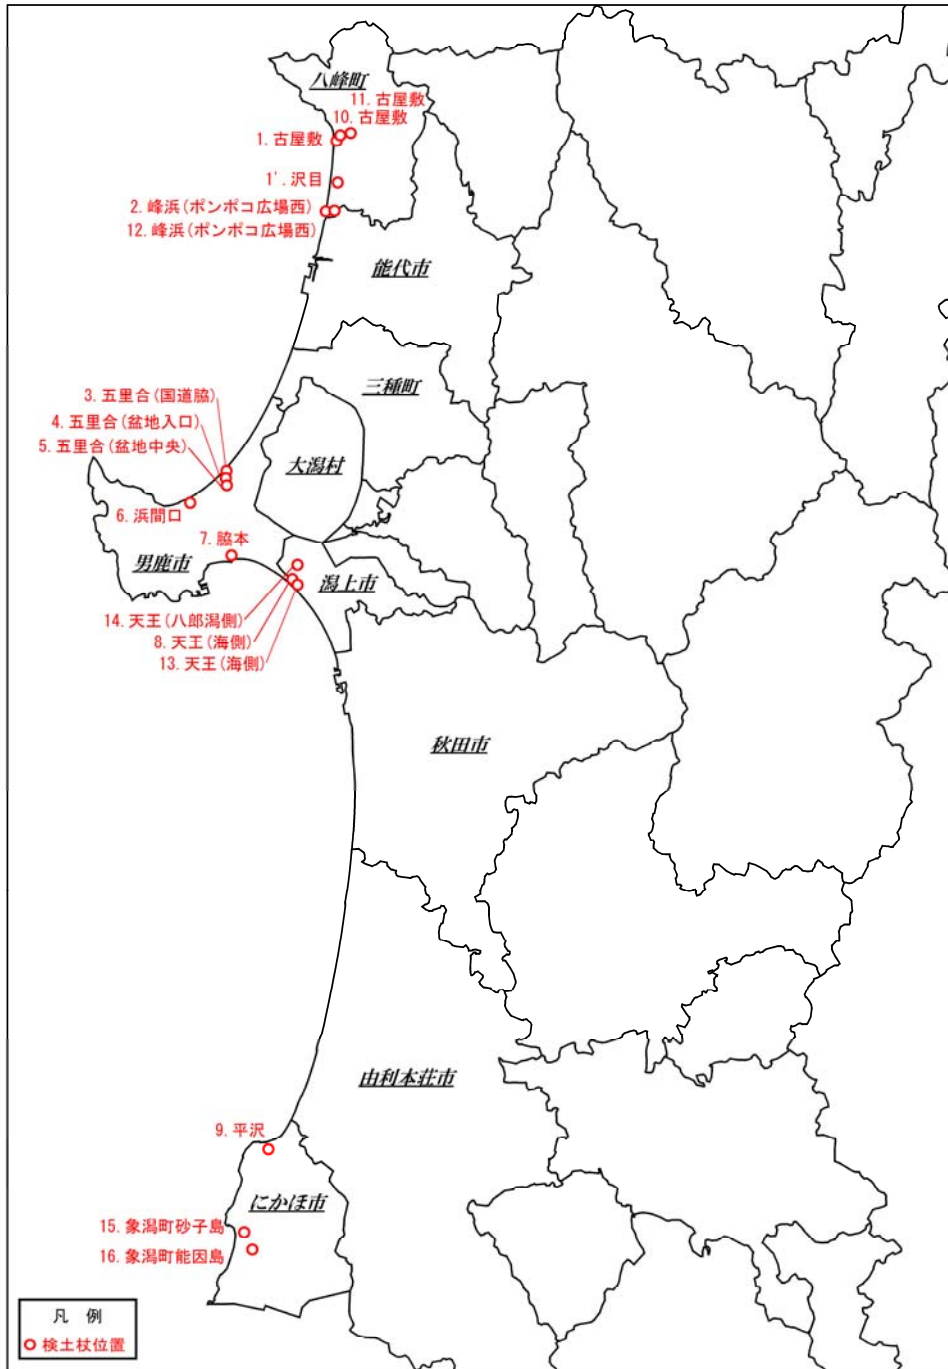 八峰町
11. 古屋敷
10. 古屋敷
1. 古屋敷
1'. 沢目
2. 峰浜(ポンポコ広場西)
12. 峰浜(ポンポコ広場西)
能代市
三種町
3. 五里合(国道脇)
4. 五里合(盆地入口)
5. 五里合(盆地中央)
大潟村
6. 浜間口
7. 脇本
男鹿市
潟上市
14. 天王(八郎潟側)
8. 天王(海側)
13. 天王(海側)
秋田市
由利本荘市
9. 平沢
にかほ市
15. 象潟町砂子島
16. 象潟町能因島
凡 例
検土杖位置